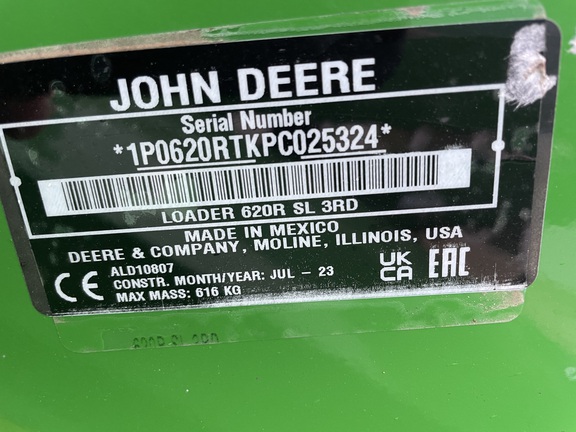 JOHN DEERE
Serial Number
*1P0620RTKPC025324*
LOADER 620R SL 3RD
MADE IN MEXICO
DEERE & COMPANY, MOLINE, ILLINOIS, USA
ALD10807
CE
CONSTR. MONTH/YEAR: JUL - 23
MAX MASS: 616 KG
UK
CA
EAC